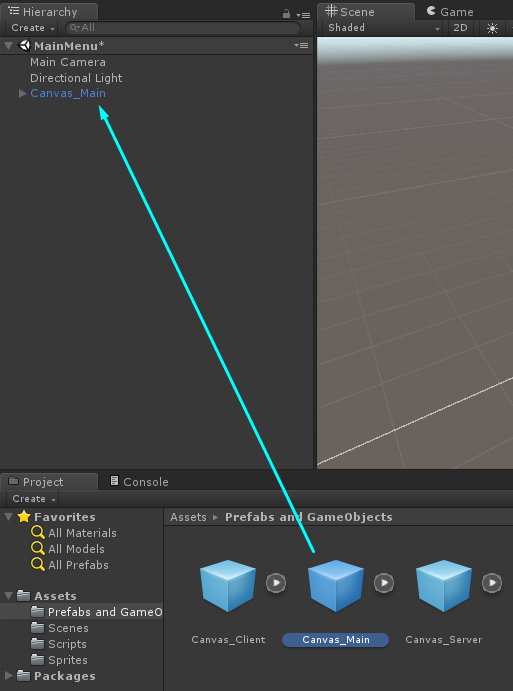 Hierarchy
Create
All
MainMenu*
Main Camera
Directional Light
Canvas_Main
Scene
Game
Shaded
2D
Project
Console
Create
Favorites
All Materials
All Models
All Prefabs
Assets
Prefabs and GameO
Scenes
Scripts
Sprites
Packages
Assets ▸ Prefabs and GameObjects
Canvas_Client
Canvas_Main
Canvas_Server